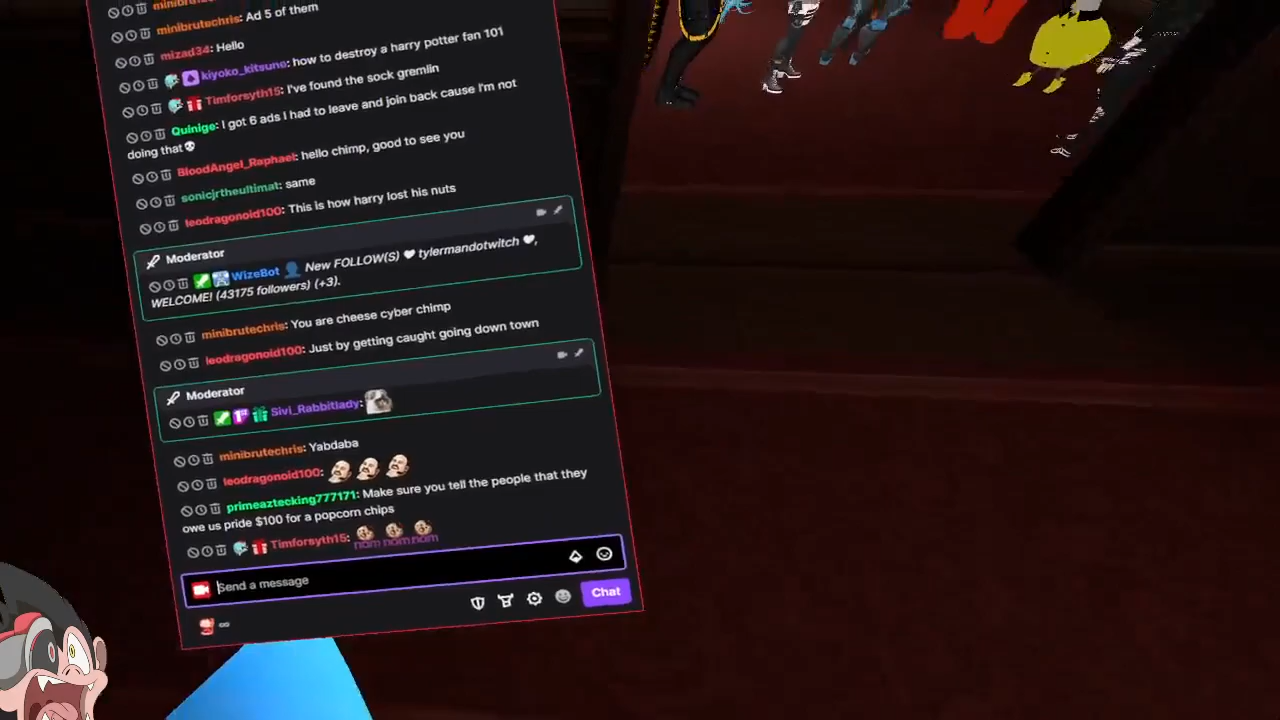 minibrutechris: Ad 5 of them
mizad34: Hello
kiyoko_kitsune: how to destroy a harry potter fan 101
Timforsyth15: I've found the sock gremlin
Quinige: I got 6 ads I had to leave and join back cause I'm not
doing that💀
BloodAngel_Raphael: hello chimp, good to see you
sonicjrtheultimat: same
leodragonoid100: This is how harry lost his nuts
Moderator
WizeBot 👤 New FOLLOW(S) ♥ tylermandotwitch ♥,
WELCOME! (43175 followers) (+3).
minibrutechris: You are cheese cyber chimp
leodragonoid100: Just by getting caught going down town
Moderator
Sivi_Rabbitlady:
minibrutechris: Yabdaba
leodragonoid100:
primeaztecking777171: Make sure you tell the people that they
owe us pride $100 for a popcorn chips
Timforsyth15: nom nom nom
Send a message
Chat